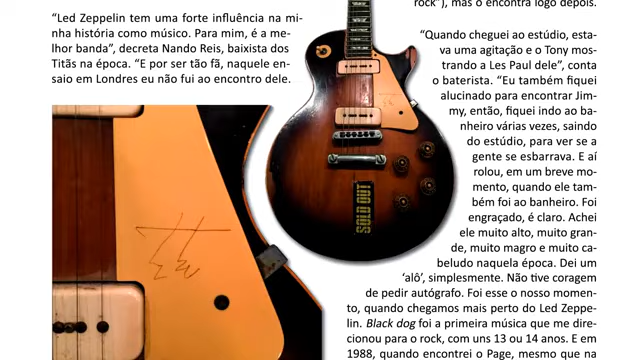 “Led Zeppelin tem uma forte influência na mi-
nha história como músico. Para mim, é a me-
lhor banda”, decreta Nando Reis, baixista dos
Titãs na época. “E por ser tão fã, naquele en-
saio em Londres eu não fui ao encontro dele.
rock”), mas o encontro logo depois.
“Quando cheguei ao estúdio, esta-
va uma agitação e o Tony mos-
trando a Les Paul dele”, conta
o baterista. “Eu também fiquei
alucinado para encontrar Jim-
my, então, fiquei indo ao ba-
nheiro várias vezes, saindo
do estúdio, para ver se a
gente se esbarrava. E aí
rolou, em um breve mo-
mento, quando ele tam-
bém foi ao banheiro. Foi
engraçado, é claro. Achei
ele muito alto, muito gran-
de, muito magro e muito ca-
beludo naquela época. Dei um
‘alô’, simplesmente. Não tive coragem
de pedir autógrafo. Foi esse o nosso momen-
to, quando chegamos mais perto do Led Zeppe-
lin. Black dog foi a primeira música que me dire-
cionou para o rock, com uns 13 ou 14 anos. E em
1988, quando encontrei o Page, mesmo que na
SOLD OUT